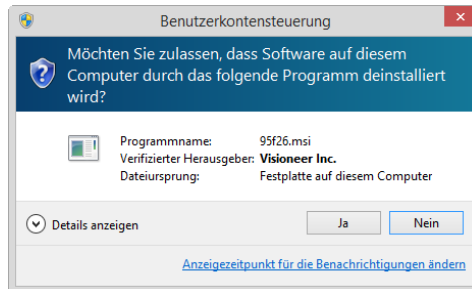 Benutzerkontensteuerung
Möchten Sie zulassen, dass Software auf diesem
Computer durch das folgende Programm deinstalliert
wird?
Programmname: 95f26.msi
Verifizierter Herausgeber: Visioneer Inc.
Dateiursprung: Festplatte auf diesem Computer
Details anzeigen Ja Nein
Anzeigezeitpunkt für die Benachrichtigungen ändern